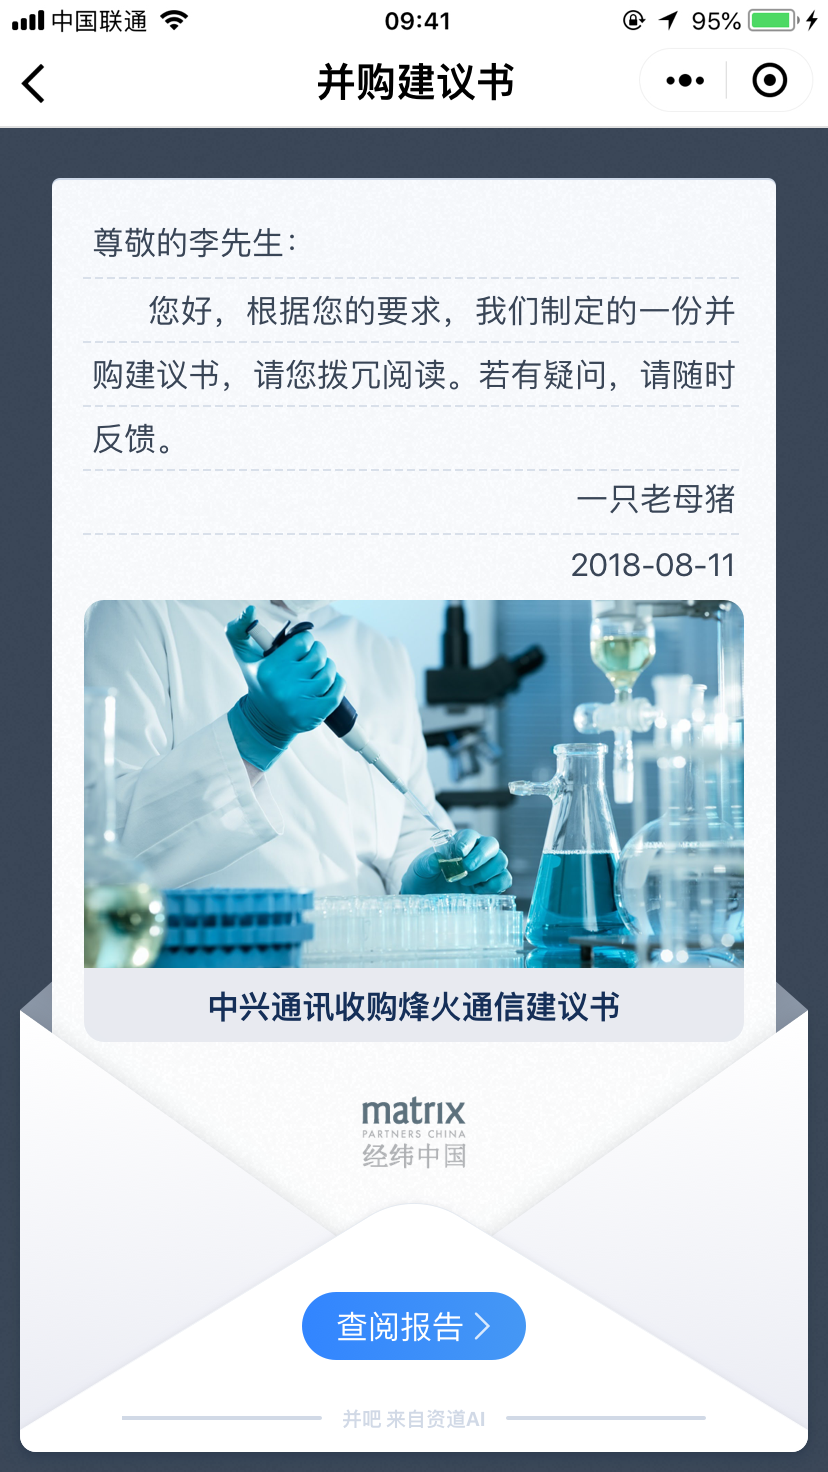 中国联通
09:41
95%
并购建议书
尊敬的李先生：
您好，根据您的要求，我们制定的一份并
购建议书，请您拨冗阅读。若有疑问，请随时
反馈。
一只老母猪
2018-08-11
中兴通讯收购烽火通信建议书
matrix
PARTNERS CHINA
经纬中国
查阅报告
并吧 来自资道AI